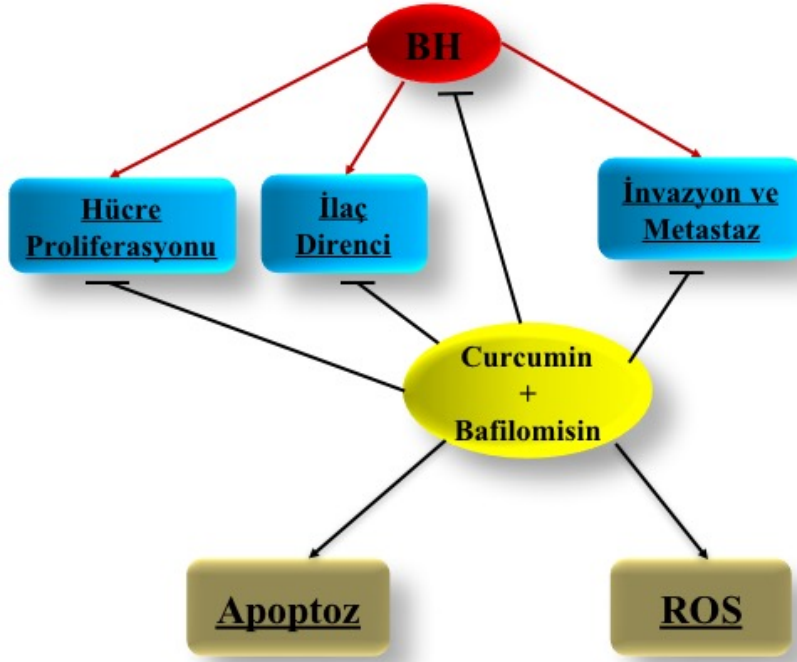 BH
Hücre
Proliferasyonu
İlaç
Direnci
İnvazyon ve
Metastaz
Curcumin
+
Bafilomisin
Apoptoz
ROS